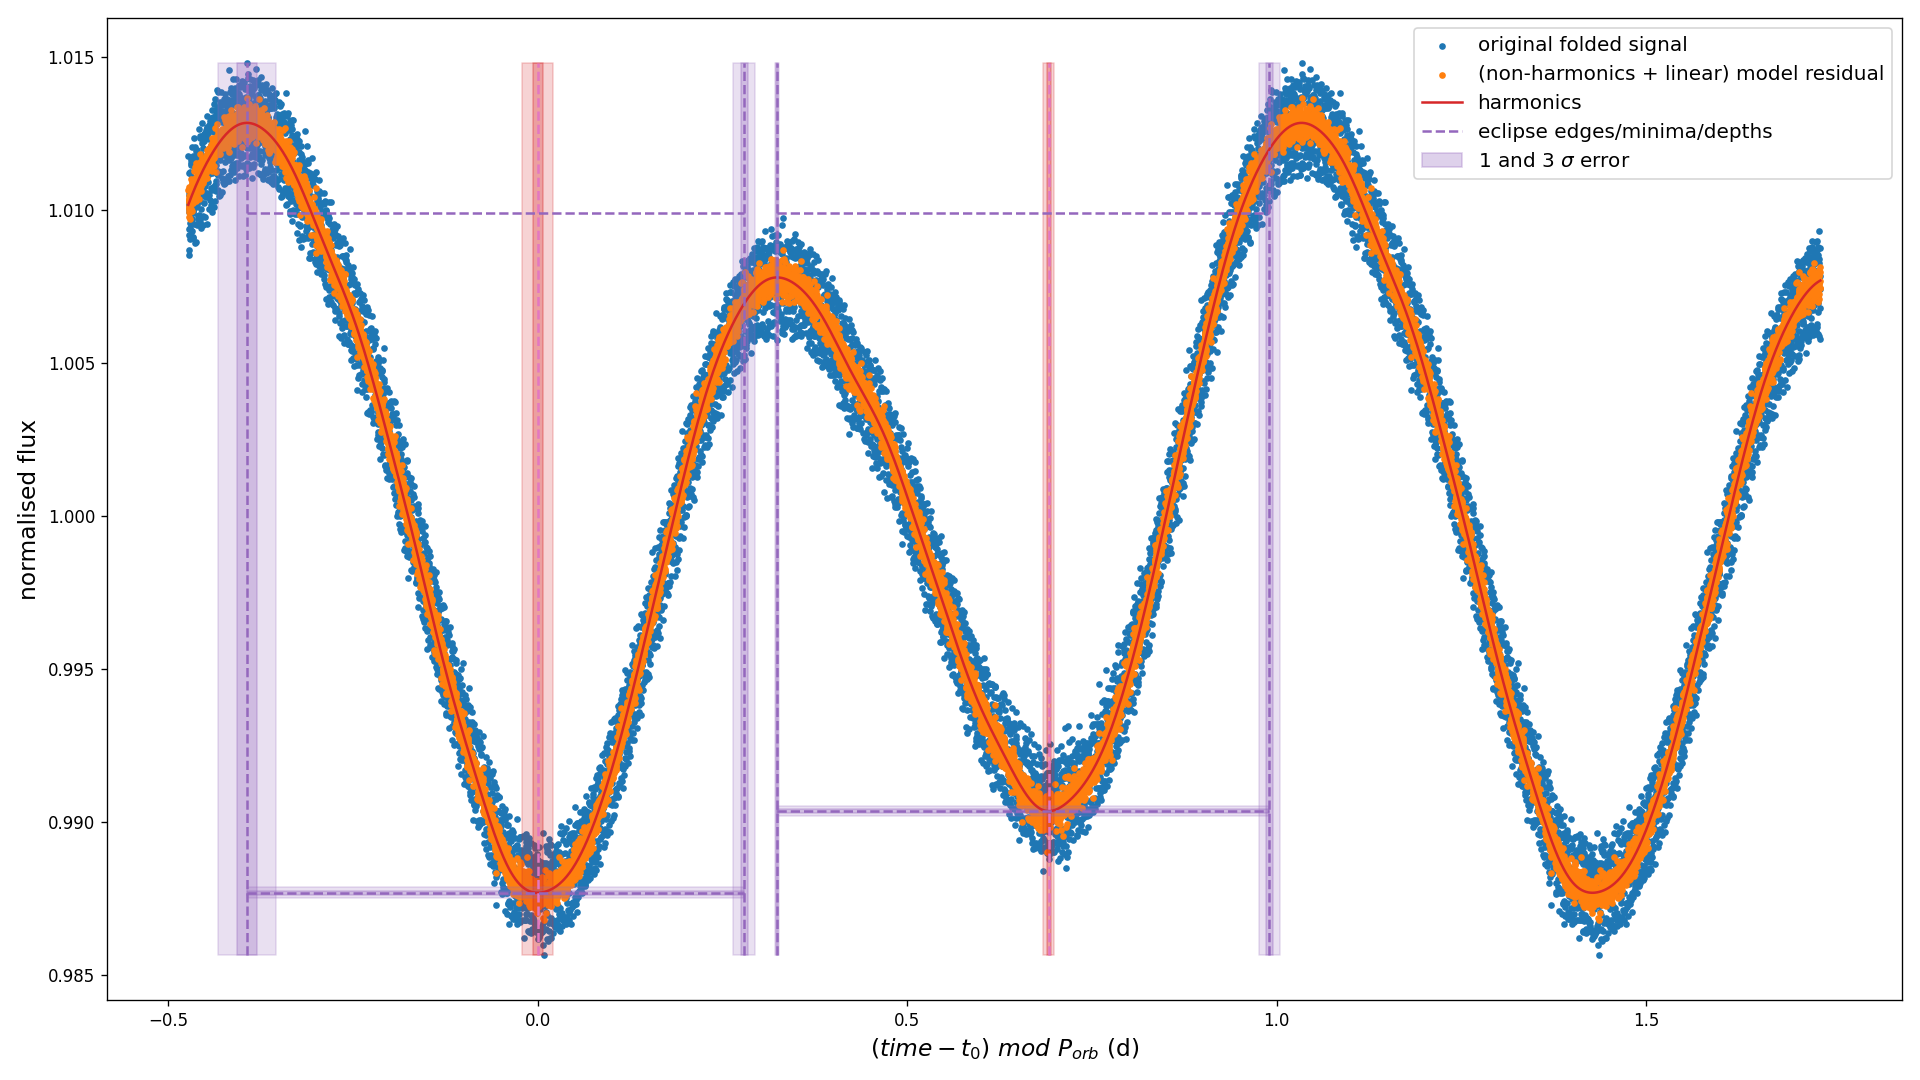 original folded signal
(non-harmonics + linear) model residual
harmonics
eclipse edges/minima/depths
1 and 3 σ error
normalised flux
1.015
1.010
1.005
1.000
0.995
0.990
0.985
−0.5
0.0
0.5
1.0
1.5
(time − t₀) mod Pₒᵣb (d)